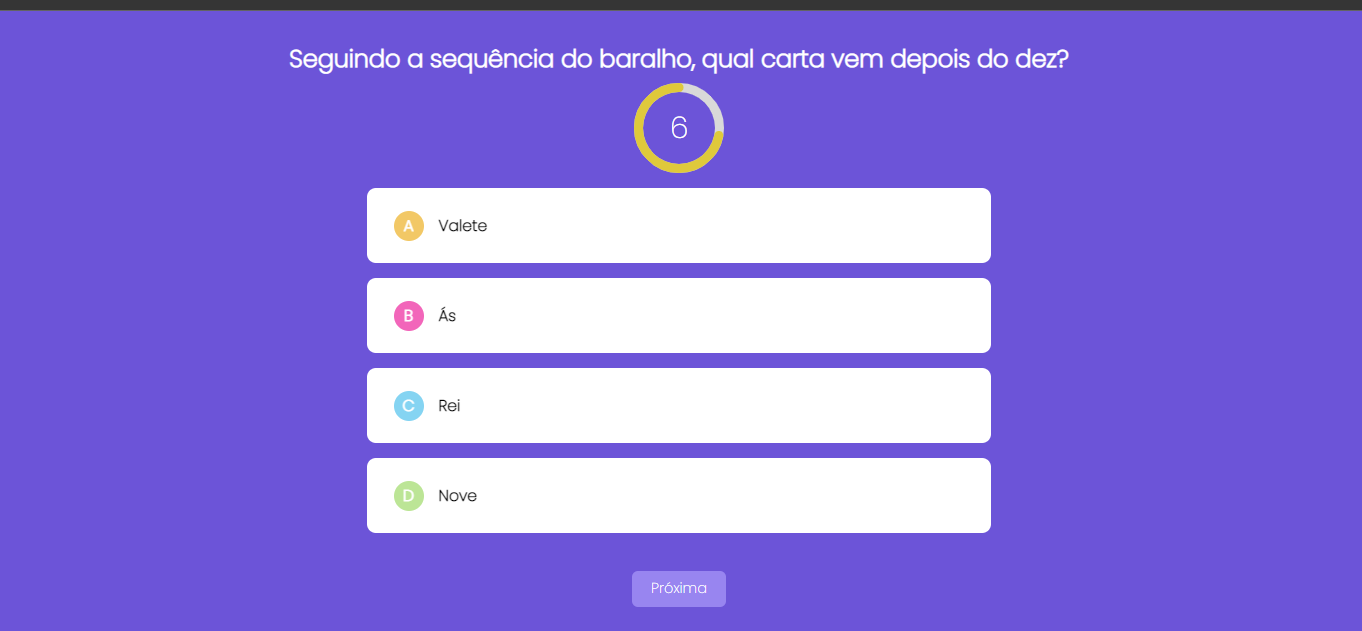 Seguindo a sequência do baralho, qual carta vem depois do dez?
6
A Valete
B Ás
C Rei
D Nove
Próxima